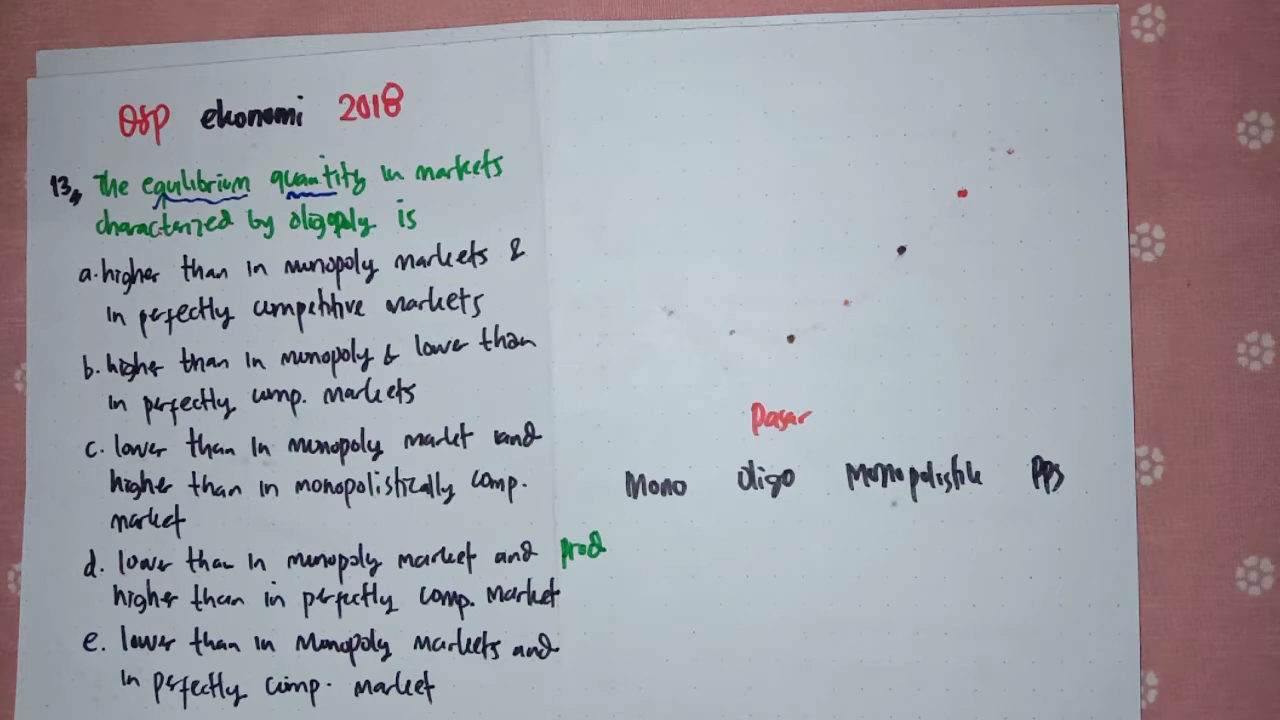 OSP ekonomi 2018
13, The equilibrium quantity in markets
characterized by oligopoly is
a. higher than in monopoly markets &
in perfectly competitive markets
b. higher than in monopoly & lower than
in perfectly comp. markets
c. lower than in monopoly market and
higher than in monopolistically comp.
market
d. lower than in monopoly market and
higher than in perfectly comp. market
e. lower than in monopoly markets and
in perfectly comp. market
Pasar
Mono oligo Monopolistik PPS
prod